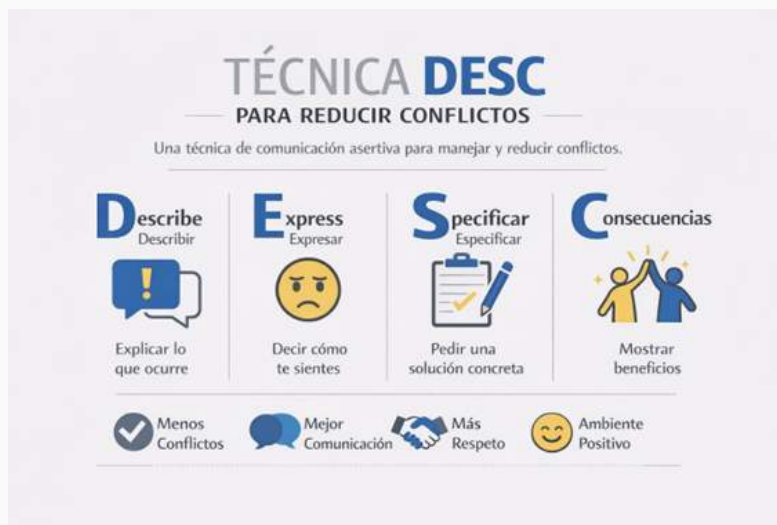 TÉCNICA DESC
PARA REDUCIR CONFLICTOS
Una técnica de comunicación asertiva para manejar y reducir conflictos.
Describe
Describir
Explicar lo
que ocurre
Express
Expresar
Decir cómo
te sientes
Specificar
Especificar
Pedir una
solución concreta
Consecuencias
Mostrar
beneficios
Menos
Conflictos
Mejor
Comunicación
Más
Respeto
Ambiente
Positivo